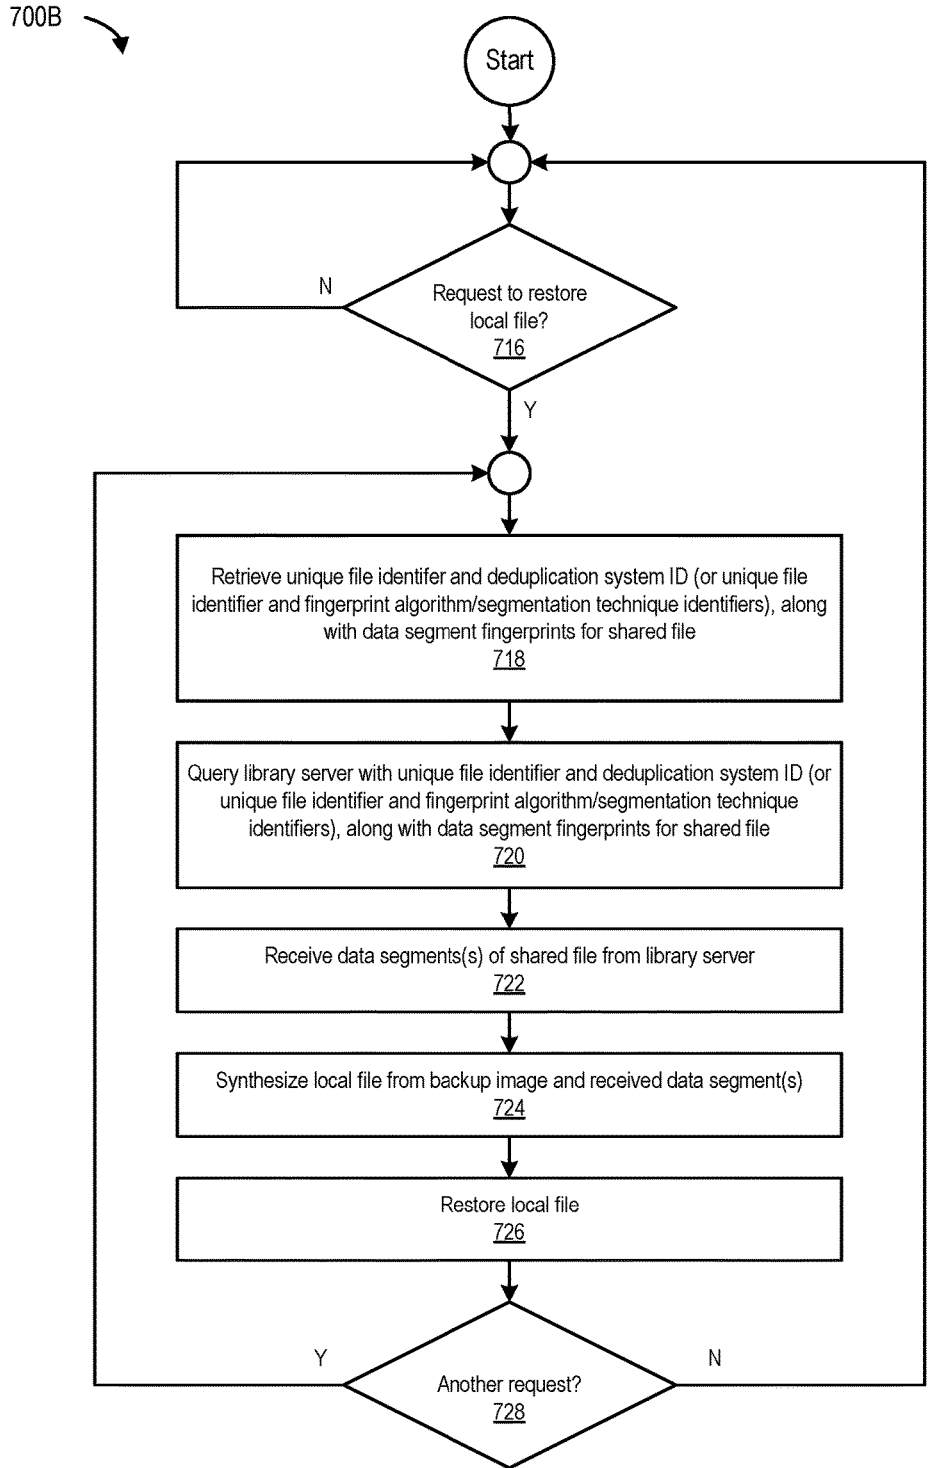 700B
Start
N
Request to restore
local file?
716
Y
Retrieve unique file identifer and deduplication system ID (or unique file
identifier and fingerprint algorithm/segmentation technique identifiers), along
with data segment fingerprints for shared file
718
Query library server with unique file identifier and deduplication system ID (or
unique file identifier and fingerprint algorithm/segmentation technique
identifiers), along with data segment fingerprints for shared file
720
Receive data segments(s) of shared file from library server
722
Synthesize local file from backup image and received data segment(s)
724
Restore local file
726
Y
N
Another request?
728